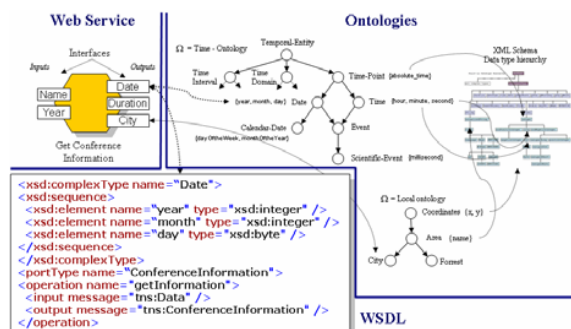 Web Service
Interfaces
Inputs
Outputs
Name
Year
Date
Duration
City
Get Conference
Information
Ontologies
Ω = Time - Ontology
Temporal-Entity
Time
Interval
Time
Domain
Time-Point {absolute_time}
{year, month, day}
Date
Time {hour, minute, second}
Calendar-Date
{dayOftheWeek, monthOftheYear}
Event
Scientific-Event {millisecond}
XML Schema
Data type hierarchy
Ω = Local ontology
Coordinates {x, y}
Area {name}
City
Forrest
<xsd:complexType name="Date">
<xsd:sequence>
<xsd:element name="year" type="xsd:integer" />
<xsd:element name="month" type="xsd:integer" />
<xsd:element name="day" type="xsd:byte" />
</xsd:sequence>
</xsd:complexType>
<portType name="ConferenceInformation">
<operation name="getInformation">
<input message="tns:Data" />
<output message="tns:ConferenceInformation" />
</operation>
WSDL